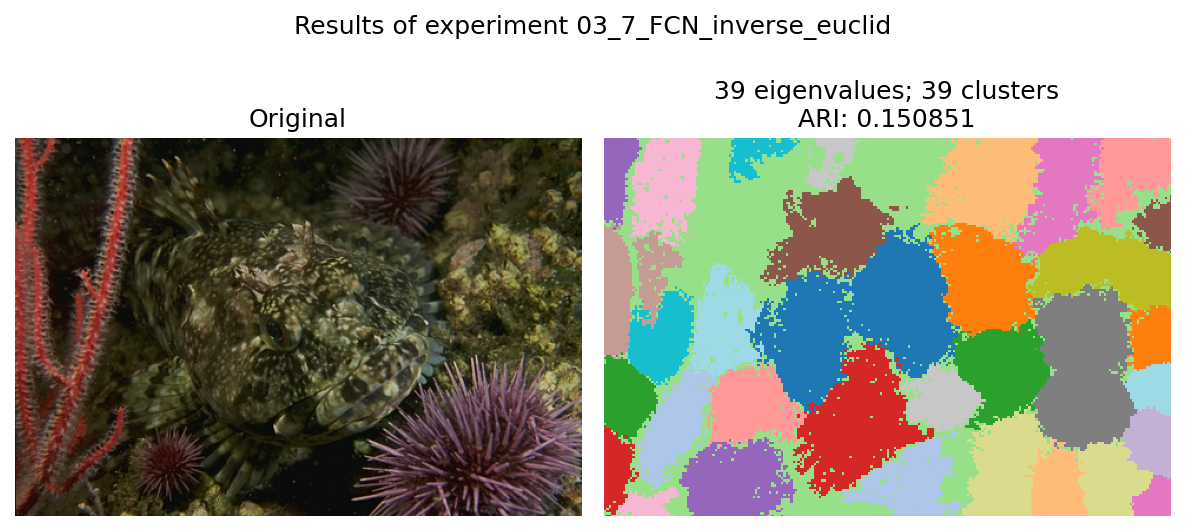 Results of experiment 03_7_FCN_inverse_euclid
Original
39 eigenvalues; 39 clusters
ARI: 0.150851